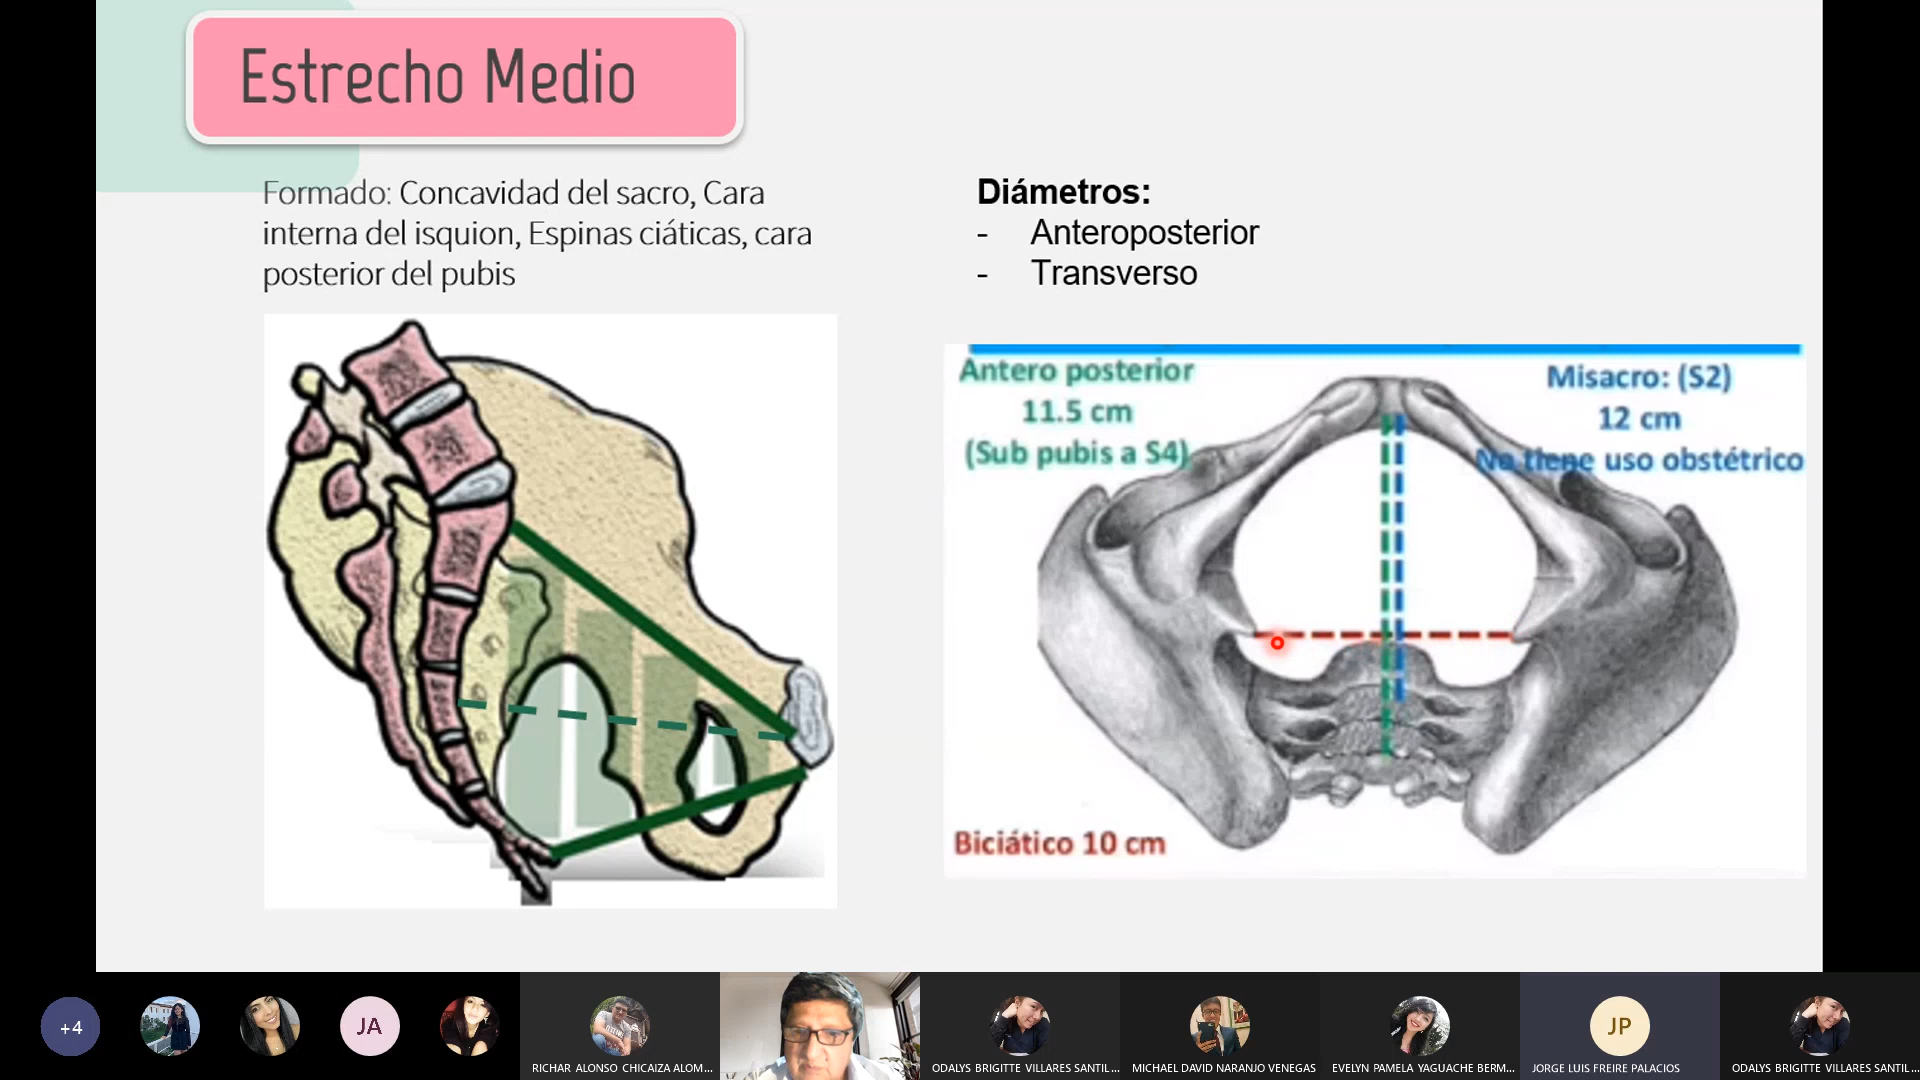 Estrecho Medio
Formado: Concavidad del sacro, Cara
interna del isquion, Espinas ciáticas, cara
posterior del pubis
Diámetros:
- Anteroposterior
- Transverso
Antero posterior
11.5 cm
(Sub pubis a S4)
Misacro: (S2)
12 cm
No tiene uso obstétrico
Biciático 10 cm
+4
JA
RICHAR ALONSO CHICAIZA ALOM...
ODALYS BRIGITTE VILLARES SANTIL...
MICHAEL DAVID NARANJO VENEGAS
EVELYN PAMELA YAGUACHE BERM...
JP
JORGE LUIS FREIRE PALACIOS
ODALYS BRIGITTE VILLARES SANTIL...